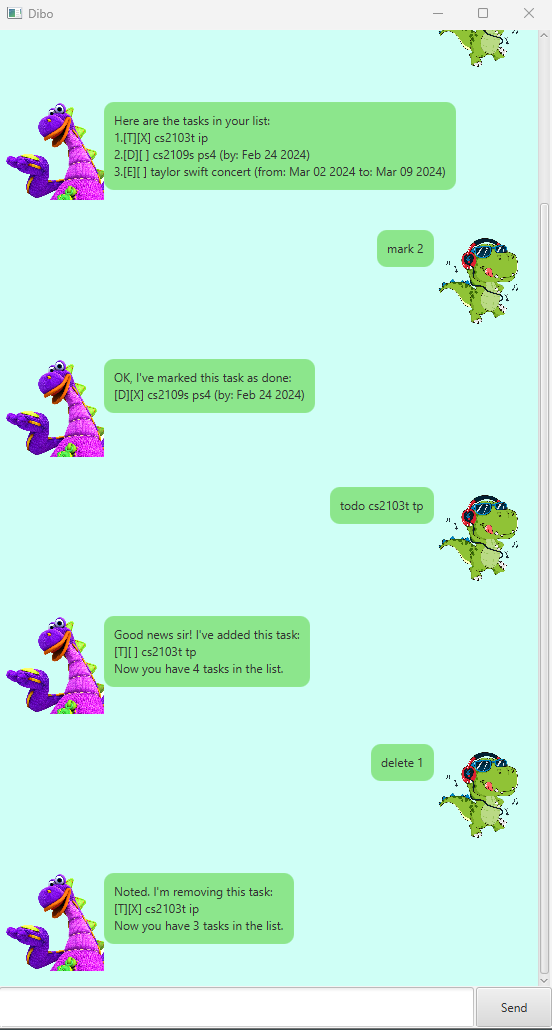 Dibo
Here are the tasks in your list:
1.[T][X] cs2103t ip
2.[D][ ] cs2109s ps4 (by: Feb 24 2024)
3.[E][ ] taylor swift concert (from: Mar 02 2024 to: Mar 09 2024)
mark 2
OK, I've marked this task as done:
[D][X] cs2109s ps4 (by: Feb 24 2024)
todo cs2103t tp
Good news sir! I've added this task:
[T][ ] cs2103t tp
Now you have 4 tasks in the list.
delete 1
Noted. I'm removing this task:
[T][X] cs2103t ip
Now you have 3 tasks in the list.
Send